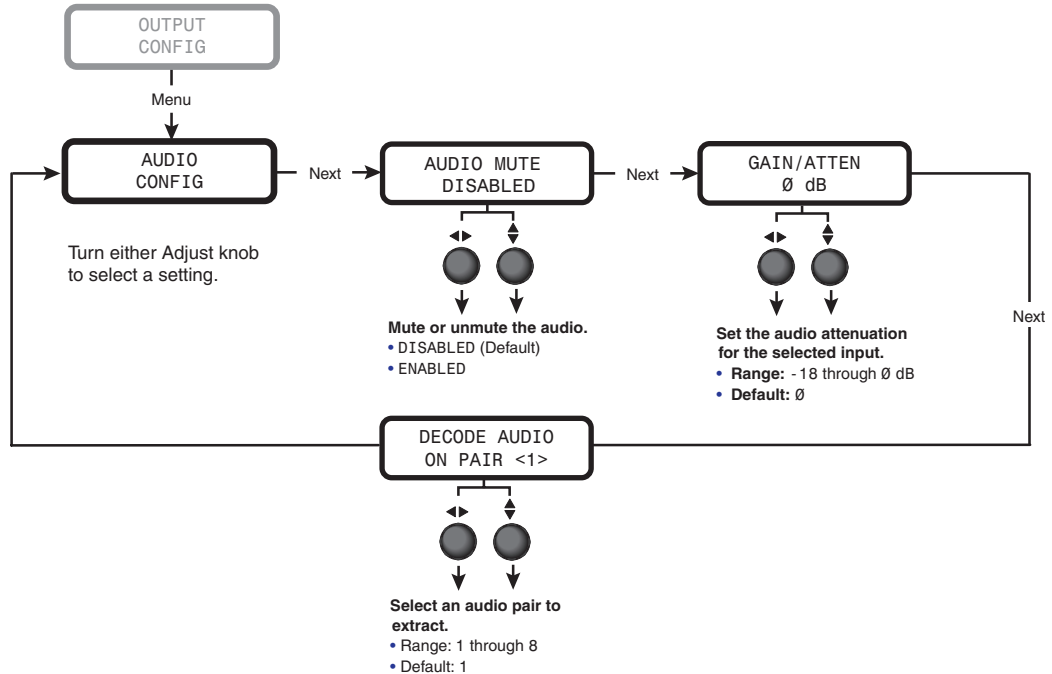 OUTPUT
CONFIG
Menu
AUDIO
CONFIG
Next
AUDIO MUTE
DISABLED
Next
GAIN/ATTEN
Ø dB
Next
Turn either Adjust knob
to select a setting.
Mute or unmute the audio.
• DISABLED (Default)
• ENABLED
Set the audio attenuation
for the selected input.
• Range: -18 through Ø dB
• Default: Ø
DECODE AUDIO
ON PAIR <1>
Select an audio pair to
extract.
• Range: 1 through 8
• Default: 1